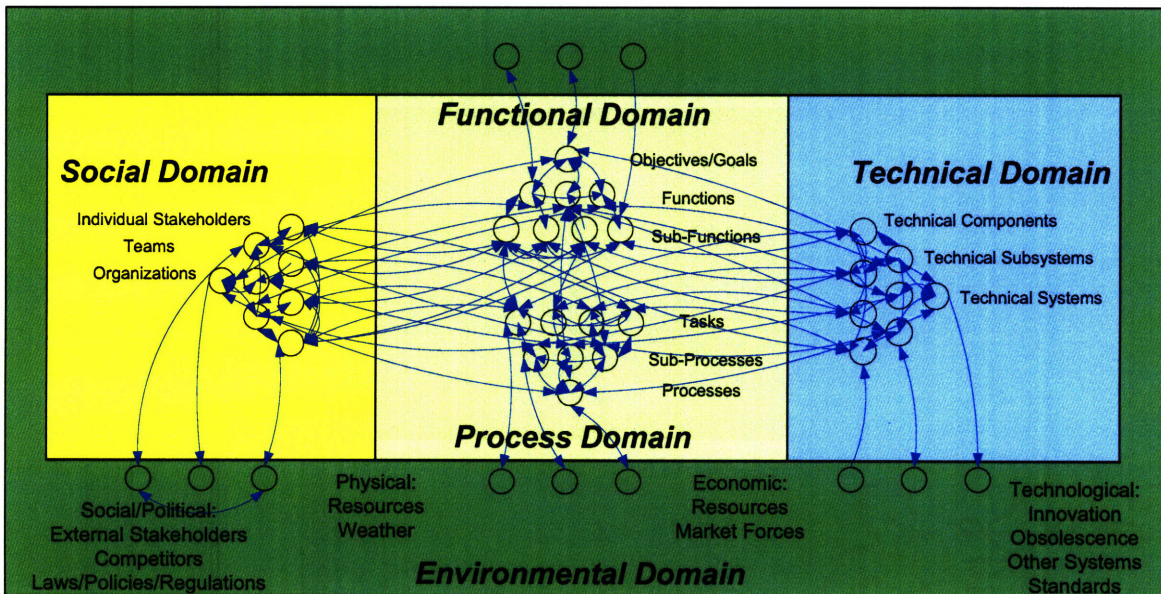 Functional Domain
Objectives/Goals
Functions
Sub-Functions
Social Domain
Individual Stakeholders
Teams
Organizations
Technical Domain
Technical Components
Technical Subsystems
Technical Systems
Tasks
Sub-Processes
Processes
Process Domain
Social/Political:
External Stakeholders
Competitors
Laws/Policies/Regulations
Physical:
Resources
Weather
Economic:
Resources
Market Forces
Technological:
Innovation
Obsolescence
Other Systems
Standards
Environmental Domain